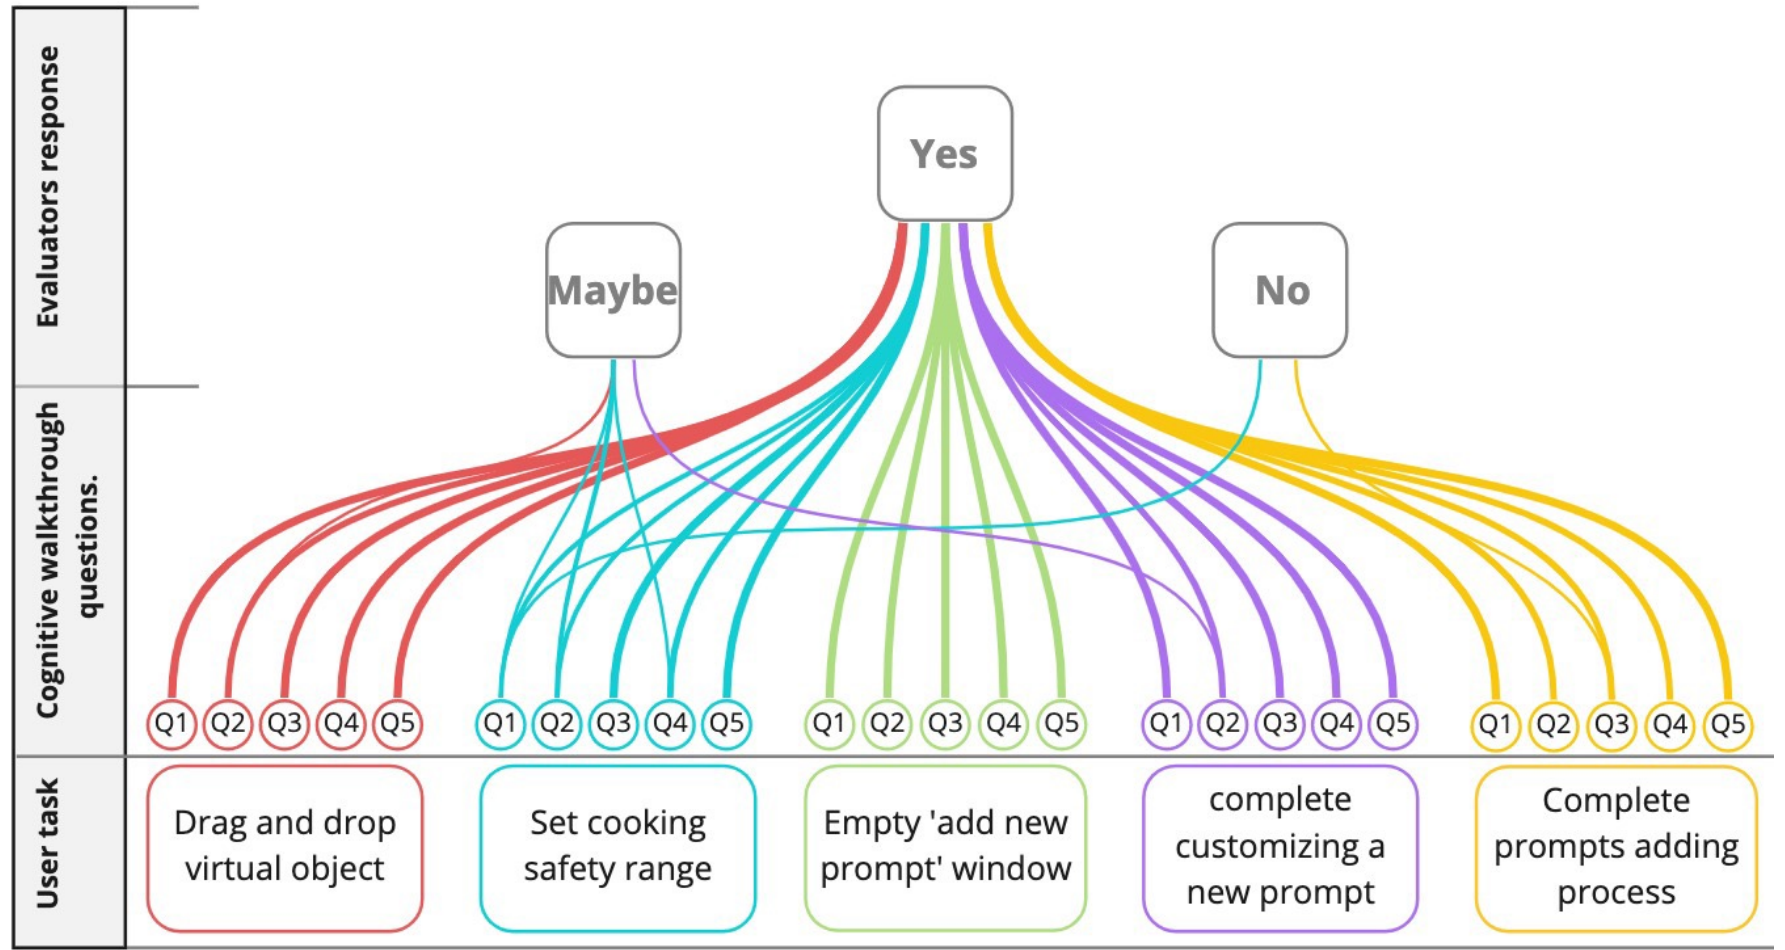 Evaluators response
Yes
Maybe
No
Cognitive walkthrough
questions.
Q1 Q2 Q3 Q4 Q5 Q1 Q2 Q3 Q4 Q5 Q1 Q2 Q3 Q4 Q5 Q1 Q2 Q3 Q4 Q5 Q1 Q2 Q3 Q4 Q5
User task
Drag and drop
virtual object
Set cooking
safety range
Empty 'add new
prompt' window
complete
customizing a
new prompt
Complete
prompts adding
process